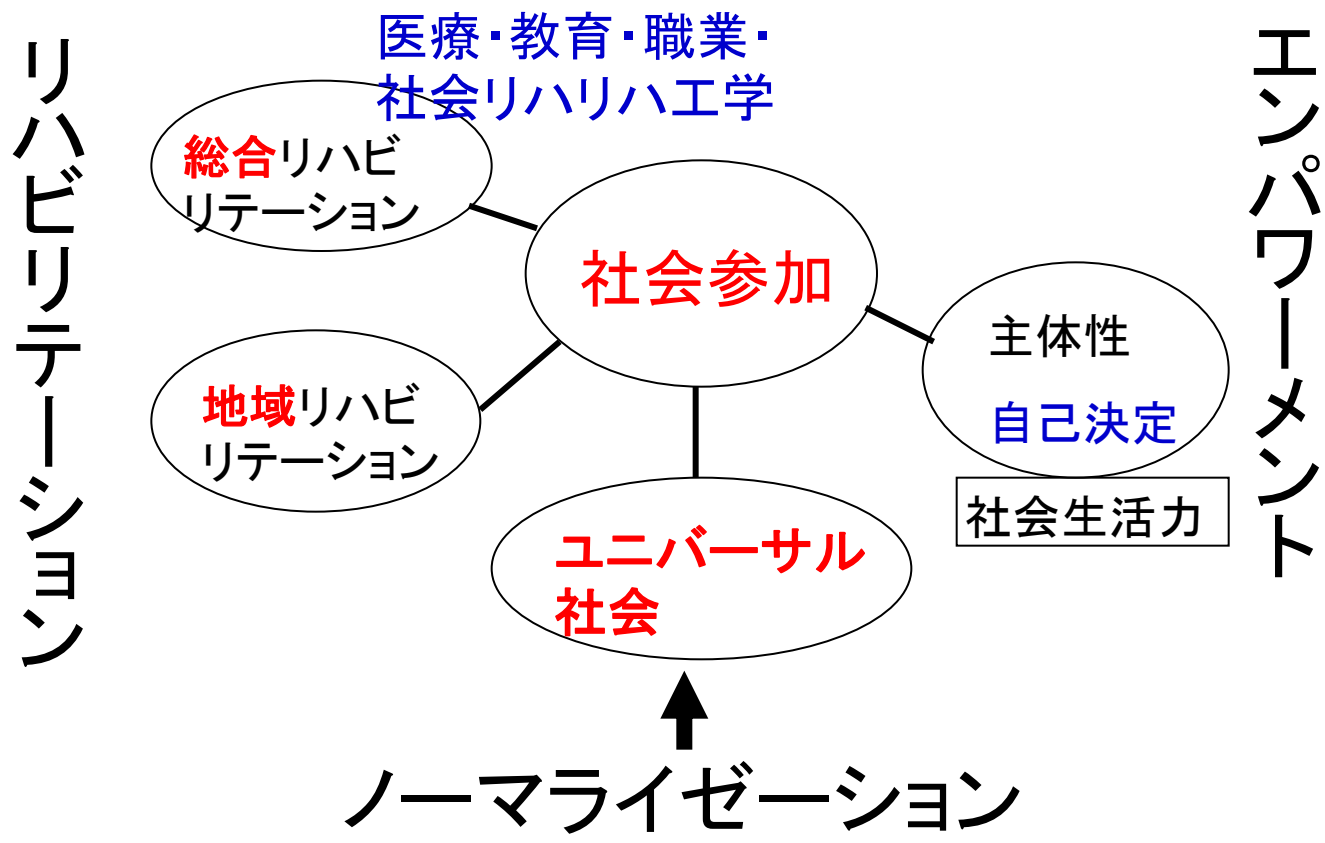 リハビリテーション
医療・教育・職業・
社会リハリハ工学
エンパワーメント
総合リハビ
リテーション
社会参加
主体性
自己決定
地域リハビ
リテーション
社会生活力
ユニバーサル
社会
ノーマライゼーション